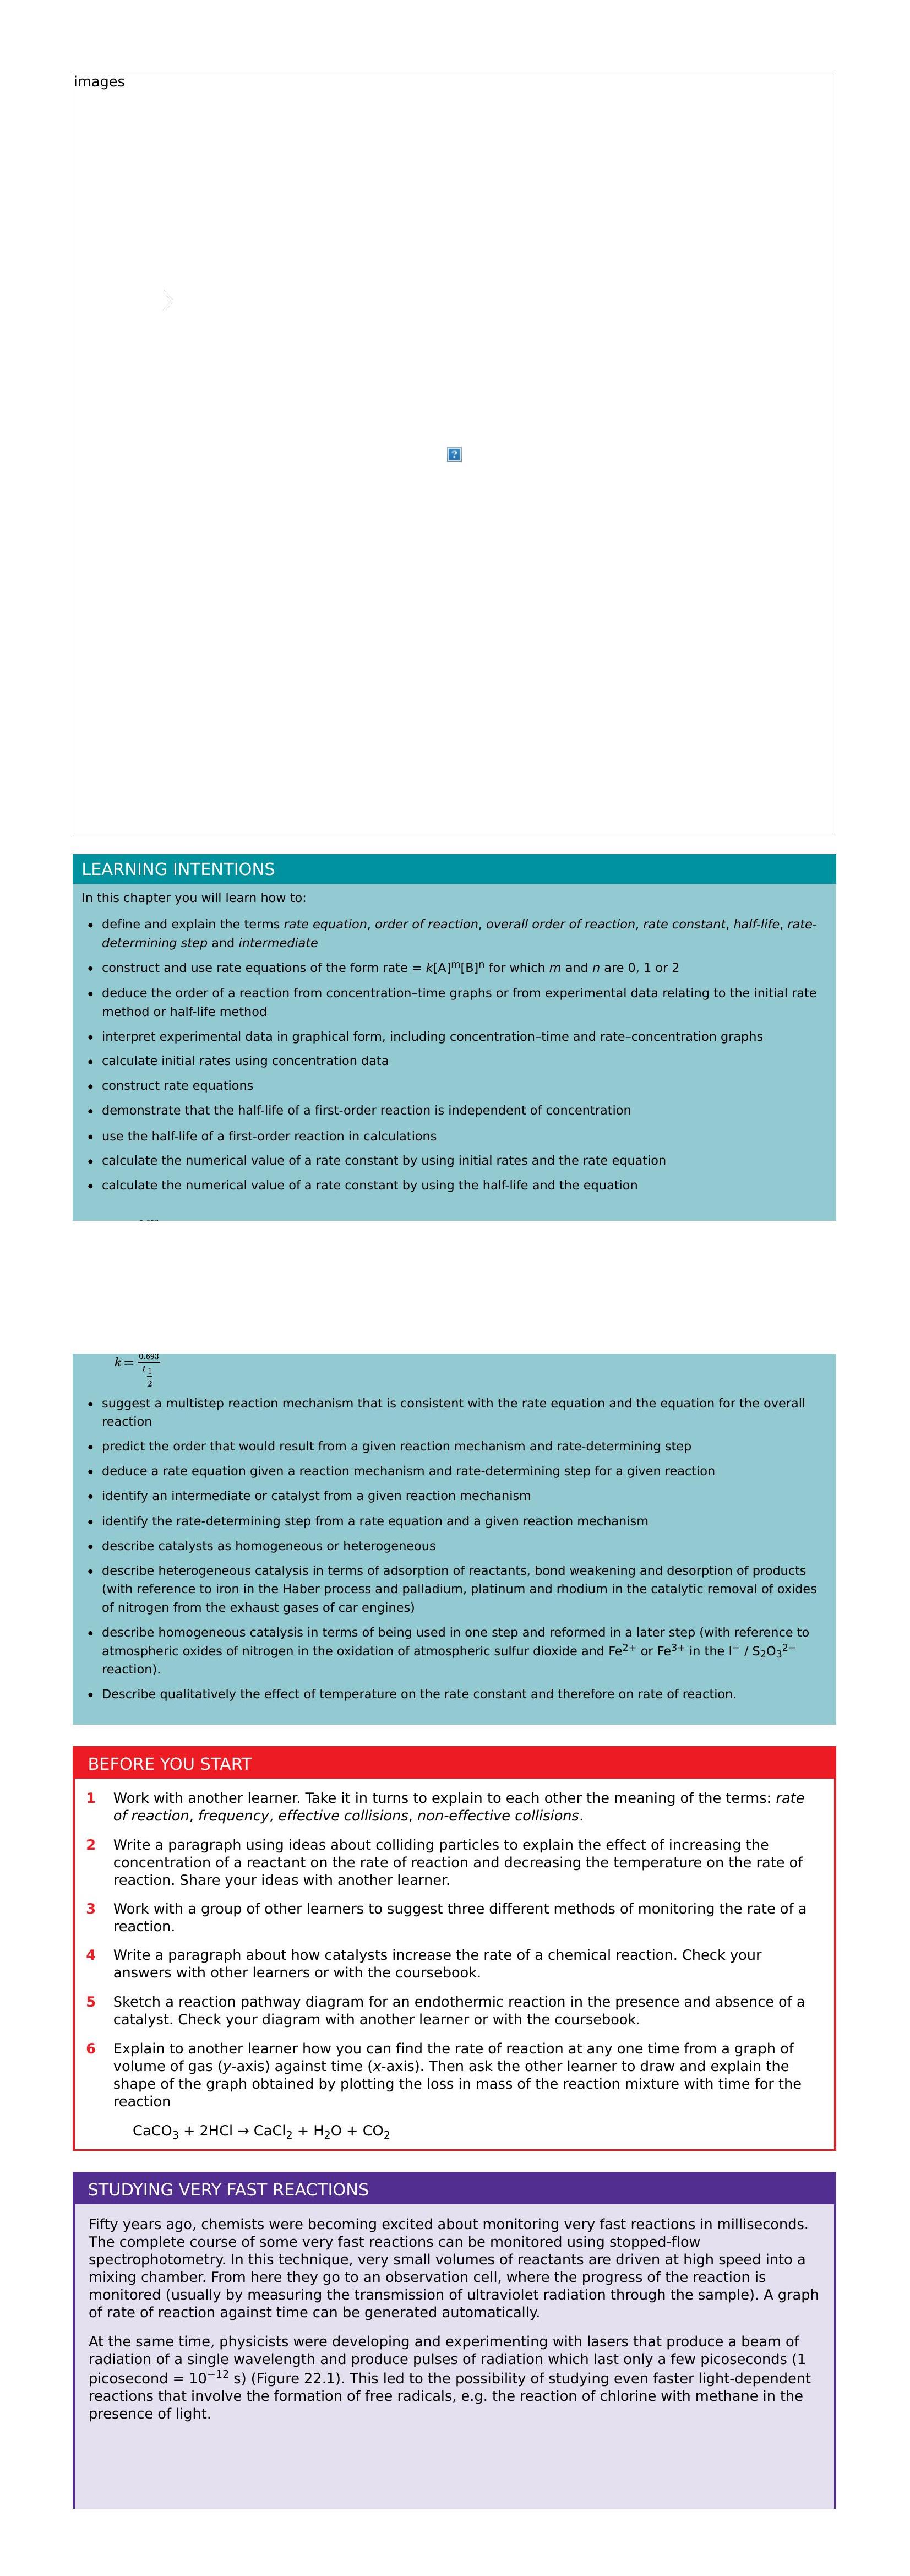 images
?
LEARNING INTENTIONS
In this chapter you will learn how to:
• define and explain the terms rate equation, order of reaction, overall order of reaction, rate constant, half-life, rate-
determining step and intermediate
• construct and use rate equations of the form rate = k[A]ᵐ[B]ⁿ for which m and n are 0, 1 or 2
• deduce the order of a reaction from concentration–time graphs or from experimental data relating to the initial rate
method or half-life method
• interpret experimental data in graphical form, including concentration–time and rate–concentration graphs
• calculate initial rates using concentration data
• construct rate equations
• demonstrate that the half-life of a first-order reaction is independent of concentration
• use the half-life of a first-order reaction in calculations
• calculate the numerical value of a rate constant by using initial rates and the rate equation
• calculate the numerical value of a rate constant by using the half-life and the equation
k = 0.693 / t 1/2
• suggest a multistep reaction mechanism that is consistent with the rate equation and the equation for the overall
reaction
• predict the order that would result from a given reaction mechanism and rate-determining step
• deduce a rate equation given a reaction mechanism and rate-determining step for a given reaction
• identify an intermediate or catalyst from a given reaction mechanism
• identify the rate-determining step from a rate equation and a given reaction mechanism
• describe catalysts as homogeneous or heterogeneous
• describe heterogeneous catalysis in terms of adsorption of reactants, bond weakening and desorption of products
(with reference to iron in the Haber process and palladium, platinum and rhodium in the catalytic removal of oxides
of nitrogen from the exhaust gases of car engines)
• describe homogeneous catalysis in terms of being used in one step and reformed in a later step (with reference to
atmospheric oxides of nitrogen in the oxidation of atmospheric sulfur dioxide and Fe²⁺ or Fe³⁺ in the I⁻ / S₂O₃²⁻
reaction).
• Describe qualitatively the effect of temperature on the rate constant and therefore on rate of reaction.
BEFORE YOU START
1 Work with another learner. Take it in turns to explain to each other the meaning of the terms: rate
of reaction, frequency, effective collisions, non-effective collisions.
2 Write a paragraph using ideas about colliding particles to explain the effect of increasing the
concentration of a reactant on the rate of reaction and decreasing the temperature on the rate of
reaction. Share your ideas with another learner.
3 Work with a group of other learners to suggest three different methods of monitoring the rate of a
reaction.
4 Write a paragraph about how catalysts increase the rate of a chemical reaction. Check your
answers with other learners or with the coursebook.
5 Sketch a reaction pathway diagram for an endothermic reaction in the presence and absence of a
catalyst. Check your diagram with another learner or with the coursebook.
6 Explain to another learner how you can find the rate of reaction at any one time from a graph of
volume of gas (y-axis) against time (x-axis). Then ask the other learner to draw and explain the
shape of the graph obtained by plotting the loss in mass of the reaction mixture with time for the
reaction
CaCO₃ + 2HCl → CaCl₂ + H₂O + CO₂
STUDYING VERY FAST REACTIONS
Fifty years ago, chemists were becoming excited about monitoring very fast reactions in milliseconds.
The complete course of some very fast reactions can be monitored using stopped-flow
spectrophotometry. In this technique, very small volumes of reactants are driven at high speed into a
mixing chamber. From here they go to an observation cell, where the progress of the reaction is
monitored (usually by measuring the transmission of ultraviolet radiation through the sample). A graph
of rate of reaction against time can be generated automatically.
At the same time, physicists were developing and experimenting with lasers that produce a beam of
radiation of a single wavelength and produce pulses of radiation which last only a few picoseconds (1
picosecond = 10⁻¹² s) (Figure 22.1). This led to the possibility of studying even faster light-dependent
reactions that involve the formation of free radicals, e.g. the reaction of chlorine with methane in the
presence of light.